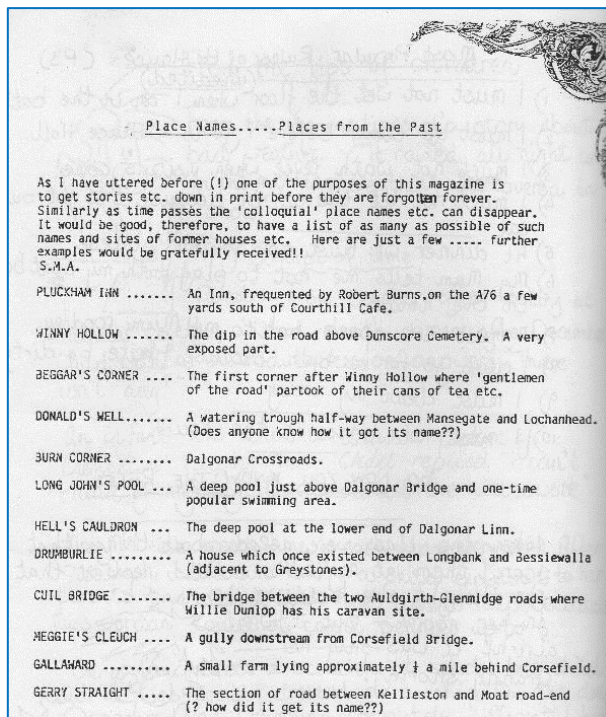 Place Names.....Places from the Past
As I have uttered before (!) one of the purposes of this magazine is
to get stories etc. down in print before they are forgotten forever.
Similarly as time passes the 'colloquial' place names etc. can disappear.
It would be good, therefore, to have a list of as many as possible of such
names and sites of former houses etc. Here are just a few ..... further
examples would be gratefully received!!
S.M.A.
PLUCKHAM INN ....... An Inn, frequented by Robert Burns,on the A76 a few
yards south of Courthill Cafe.
WINNY HOLLOW ....... The dip in the road above Dunscore Cemetery. A very
exposed part.
BEGGAR'S CORNER .... The first corner after Winny Hollow where 'gentlemen
of the road' partook of their cans of tea etc.
DONALD'S WELL....... A watering trough half-way between Mansegate and Lochanhead.
(Does anyone know how it got its name??)
BURN CORNER ........ Dalgonar Crossroads.
LONG JOHN'S POOL ... A deep pool just above Dalgonar Bridge and one-time
popular swimming area.
HELL'S CAULDRON ... The deep pool at the lower end of Dalgonar Linn.
DRUMBURLIE ......... A house which once existed between Longbank and Bessiewalla
(adjacent to Greystones).
CUIL BRIDGE ........ The bridge between the two Auldgirth-Glenmidge roads where
Willie Dunlop has his caravan site.
MEGGIE'S CLEUCH .... A gully downstream from Corsefield Bridge.
GALLAWARD .......... A small farm lying approximately ¼ a mile behind Corsefield.
GERRY STRAIGHT ..... The section of road between Kellieston and Moat road-end
(? how did it get its name??)